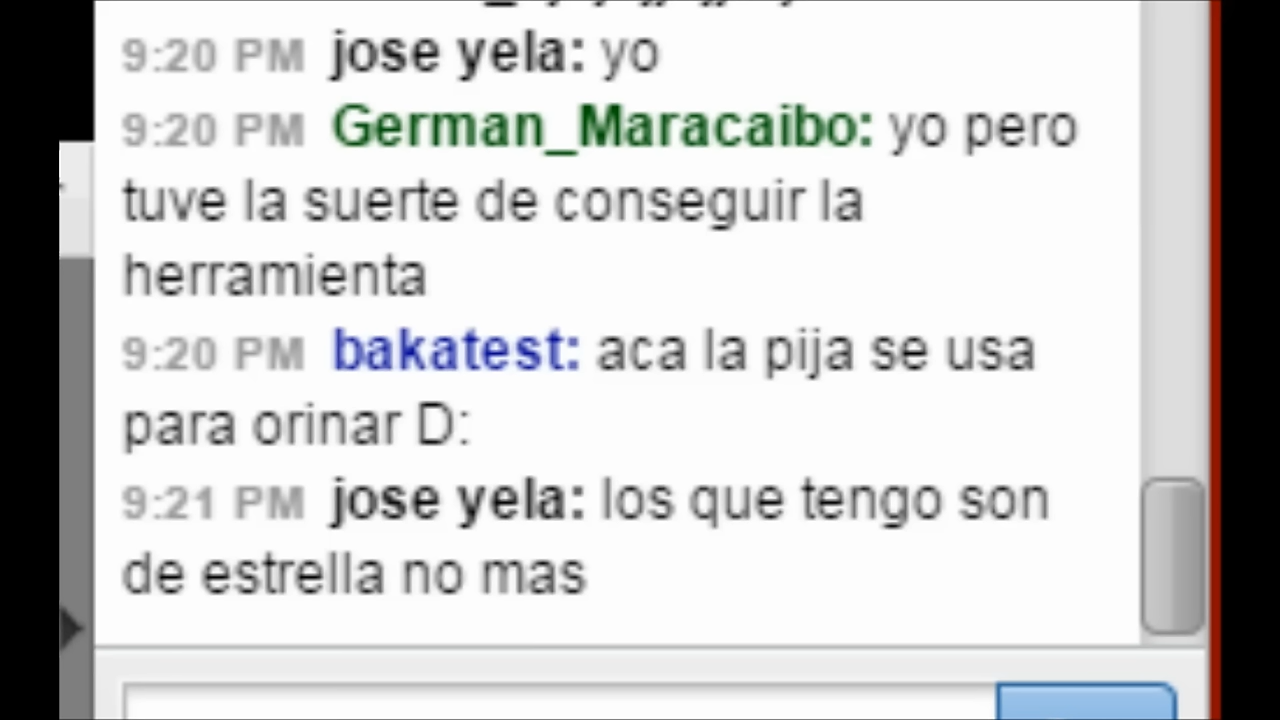 9:20 PM jose yela: yo
9:20 PM German_Maracaibo: yo pero
tuve la suerte de conseguir la
herramienta
9:20 PM bakatest: aca la pija se usa
para orinar D:
9:21 PM jose yela: los que tengo son
de estrella no mas